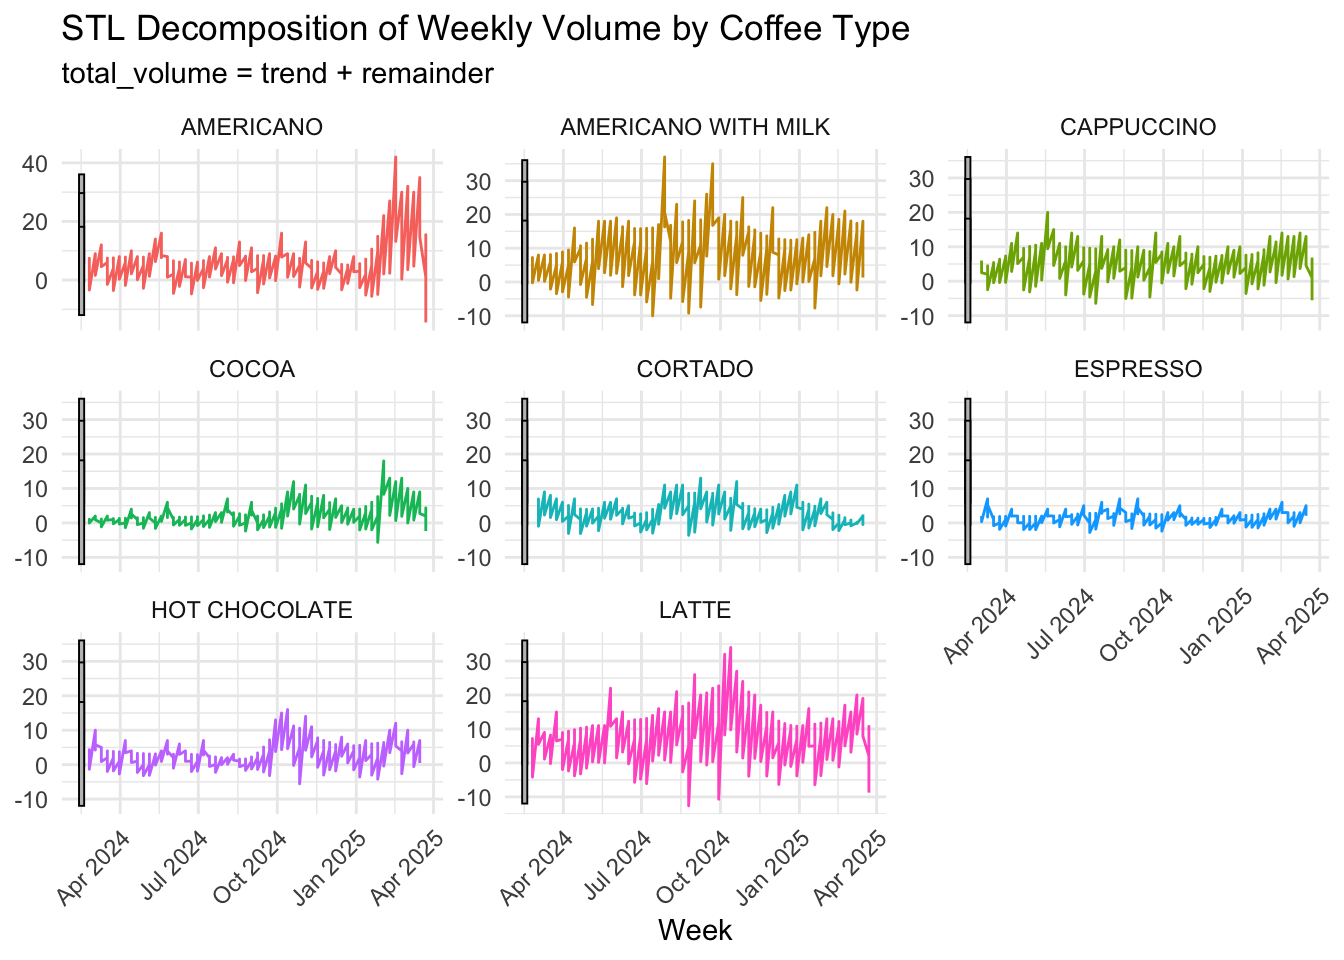 STL Decomposition of Weekly Volume by Coffee Type
total_volume = trend + remainder
AMERICANO
AMERICANO WITH MILK
CAPPUCCINO
40
20
0
30
20
10
0
-10
30
20
10
0
-10
COCOA
CORTADO
ESPRESSO
30
20
10
0
-10
30
20
10
0
-10
30
20
10
0
-10
Apr 2024
Jul 2024
Oct 2024
Jan 2025
Apr 2025
HOT CHOCOLATE
LATTE
30
20
10
0
-10
30
20
10
0
-10
Apr 2024
Jul 2024
Oct 2024
Jan 2025
Apr 2025
Apr 2024
Jul 2024
Oct 2024
Jan 2025
Apr 2025
Week